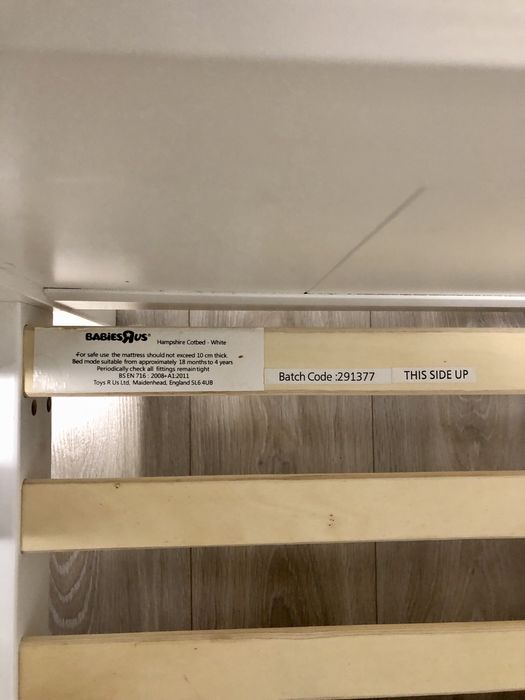 BABIES R US Hampshire Cotbed - White
For safe use the mattress should not exceed 10 cm thick.
Bed mode suitable from approximately 18 months to 4 years
Periodically check all fittings remain tight
BS EN 716 : 2008+A1:2011
Toys R Us Ltd, Maidenhead, England SL6 4UB
Batch Code :291377
THIS SIDE UP